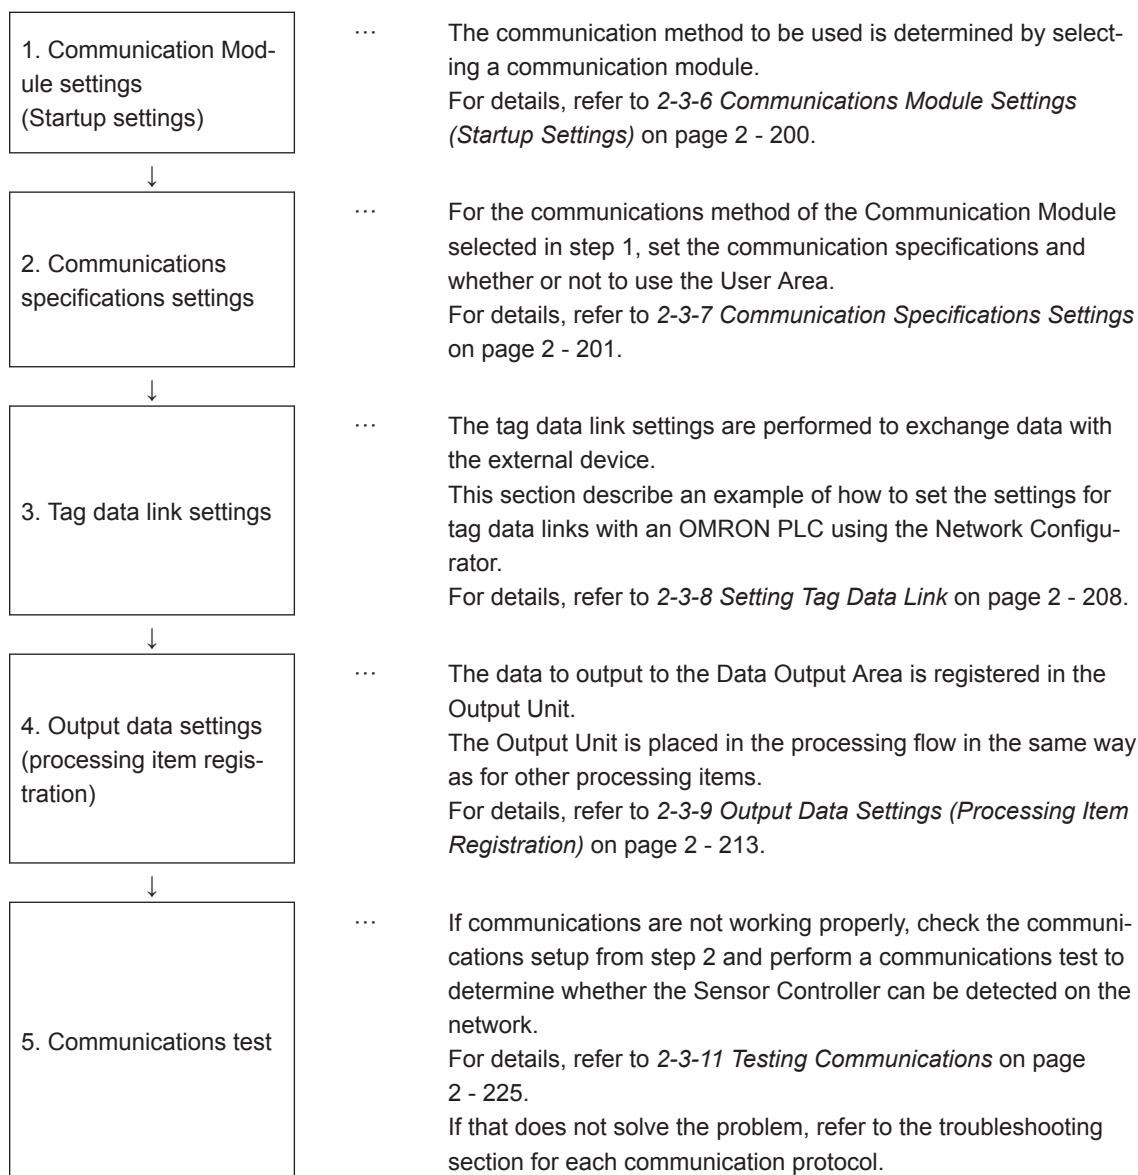 1. Communication Mod-
ule settings
(Startup settings)
… The communication method to be used is determined by select-
ing a communication module.
For details, refer to 2-3-6 Communications Module Settings
(Startup Settings) on page 2 - 200.
↓
2. Communications
specifications settings
… For the communications method of the Communication Module
selected in step 1, set the communication specifications and
whether or not to use the User Area.
For details, refer to 2-3-7 Communication Specifications Settings
on page 2 - 201.
↓
3. Tag data link settings
… The tag data link settings are performed to exchange data with
the external device.
This section describe an example of how to set the settings for
tag data links with an OMRON PLC using the Network Configu-
rator.
For details, refer to 2-3-8 Setting Tag Data Link on page 2 - 208.
↓
4. Output data settings
(processing item regis-
tration)
… The data to output to the Data Output Area is registered in the
Output Unit.
The Output Unit is placed in the processing flow in the same way
as for other processing items.
For details, refer to 2-3-9 Output Data Settings (Processing Item
Registration) on page 2 - 213.
↓
5. Communications test
… If communications are not working properly, check the communi-
cations setup from step 2 and perform a communications test to
determine whether the Sensor Controller can be detected on the
network.
For details, refer to 2-3-11 Testing Communications on page
2 - 225.
If that does not solve the problem, refer to the troubleshooting
section for each communication protocol.